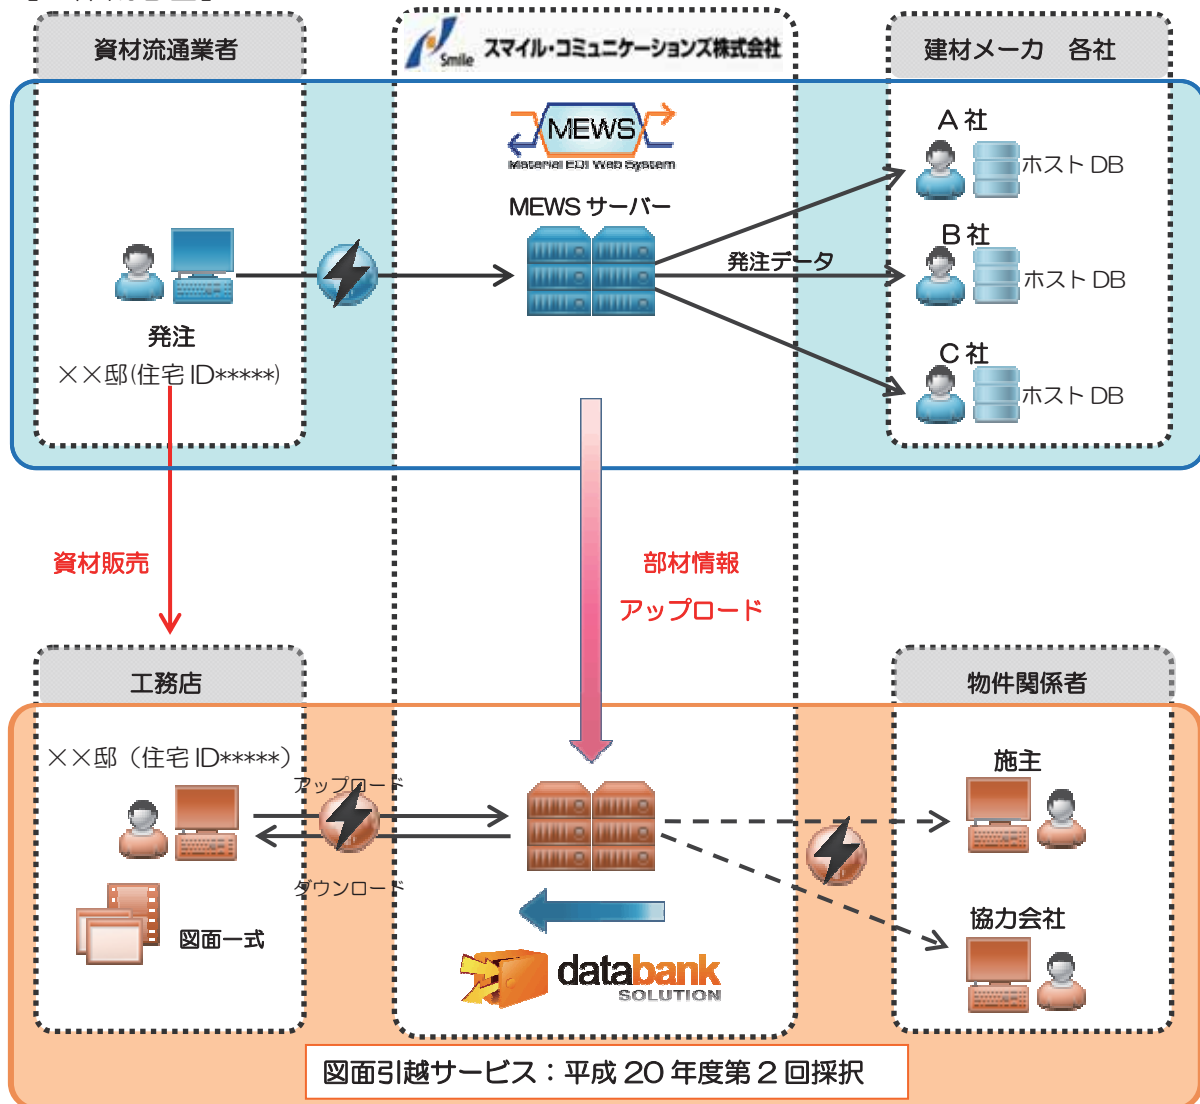 資材流通業者
Smile スマイル・コミュニケーションズ株式会社
建材メーカ 各社
MEWS
Material EDI Web System
MEWS サーバー
A 社
ホスト DB
B 社
ホスト DB
C 社
ホスト DB
発注データ
発注
××邸(住宅 ID*****)
資材販売
部材情報
アップロード
工務店
物件関係者
××邸（住宅 ID*****）
アップロード
ダウンロード
図面一式
施主
協力会社
databank
SOLUTION
図面引越サービス：平成 20 年度第 2 回採択